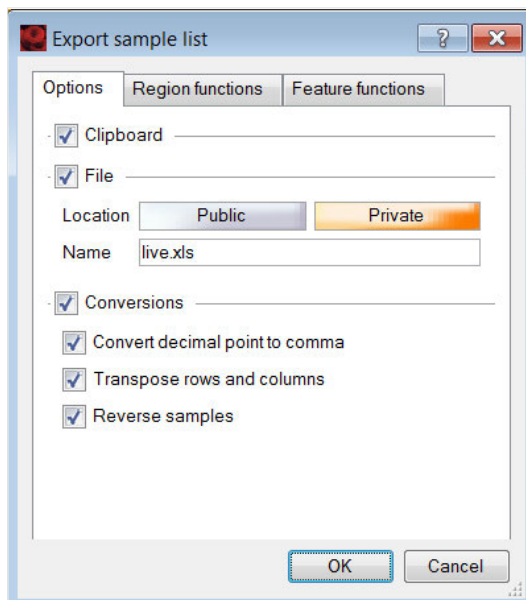 Export sample list
?
Options Region functions Feature functions
Clipboard
File
Location Public Private
Name live.xls
Conversions
Convert decimal point to comma
Transpose rows and columns
Reverse samples
OK Cancel